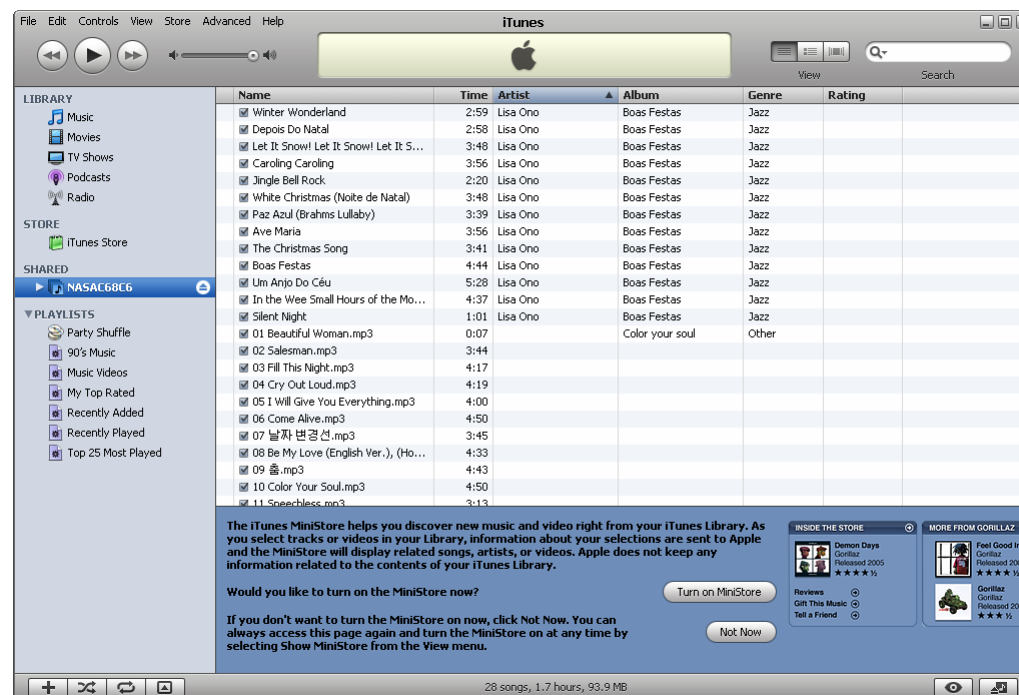 File Edit Controls View Store Advanced Help
iTunes
View
Search
LIBRARY
Music
Movies
TV Shows
Podcasts
Radio
STORE
iTunes Store
SHARED
NASAC68C6
PLAYLISTS
Party Shuffle
90's Music
Music Videos
My Top Rated
Recently Added
Recently Played
Top 25 Most Played
Name Time Artist Album Genre Rating
Winter Wonderland 2:59 Lisa Ono Boas Festas Jazz
Depois Do Natal 2:58 Lisa Ono Boas Festas Jazz
Let It Snow! Let It Snow! Let It S... 3:48 Lisa Ono Boas Festas Jazz
Caroling Caroling 3:56 Lisa Ono Boas Festas Jazz
Jingle Bell Rock 2:20 Lisa Ono Boas Festas Jazz
White Christmas (Noite de Natal) 3:48 Lisa Ono Boas Festas Jazz
Paz Azul (Brahms Lullaby) 3:39 Lisa Ono Boas Festas Jazz
Ave Maria 3:56 Lisa Ono Boas Festas Jazz
The Christmas Song 3:41 Lisa Ono Boas Festas Jazz
Boas Festas 4:44 Lisa Ono Boas Festas Jazz
Um Anjo Do Céu 5:28 Lisa Ono Boas Festas Jazz
In the Wee Small Hours of the Mo... 4:37 Lisa Ono Boas Festas Jazz
Silent Night 1:01 Lisa Ono Boas Festas Jazz
01 Beautiful Woman.mp3 0:07 Color your soul Other
02 Salesman.mp3 3:44
03 Fill This Night.mp3 4:17
04 Cry Out Loud.mp3 4:19
05 I Will Give You Everything.mp3 4:00
06 Come Alive.mp3 4:50
07 날짜 변경선.mp3 3:45
08 Be My Love (English Ver.), (Ho... 4:33
09 춤.mp3 4:43
10 Color Your Soul.mp3 4:50
11 Speechless.mp3 3:13
The iTunes MiniStore helps you discover new music and video right from your iTunes Library. As
you select tracks or videos in your Library, information about your selections are sent to Apple
and the MiniStore will display related songs, artists, or videos. Apple does not keep any
information related to the contents of your iTunes Library.
Would you like to turn on the MiniStore now?
Turn on MiniStore
If you don't want to turn the MiniStore on now, click Not Now. You can
always access this page again and turn the MiniStore on at any time by
selecting Show MiniStore from the View menu.
Not Now
INSIDE THE STORE
Demon Days
Gorillaz
Released 2005
Reviews
Gift This Music
Tell a Friend
MORE FROM GORILLAZ
Feel Good In
Gorillaz
Released 200
Gorillaz
Gorillaz
Released 20
28 songs, 1.7 hours, 93.9 MB